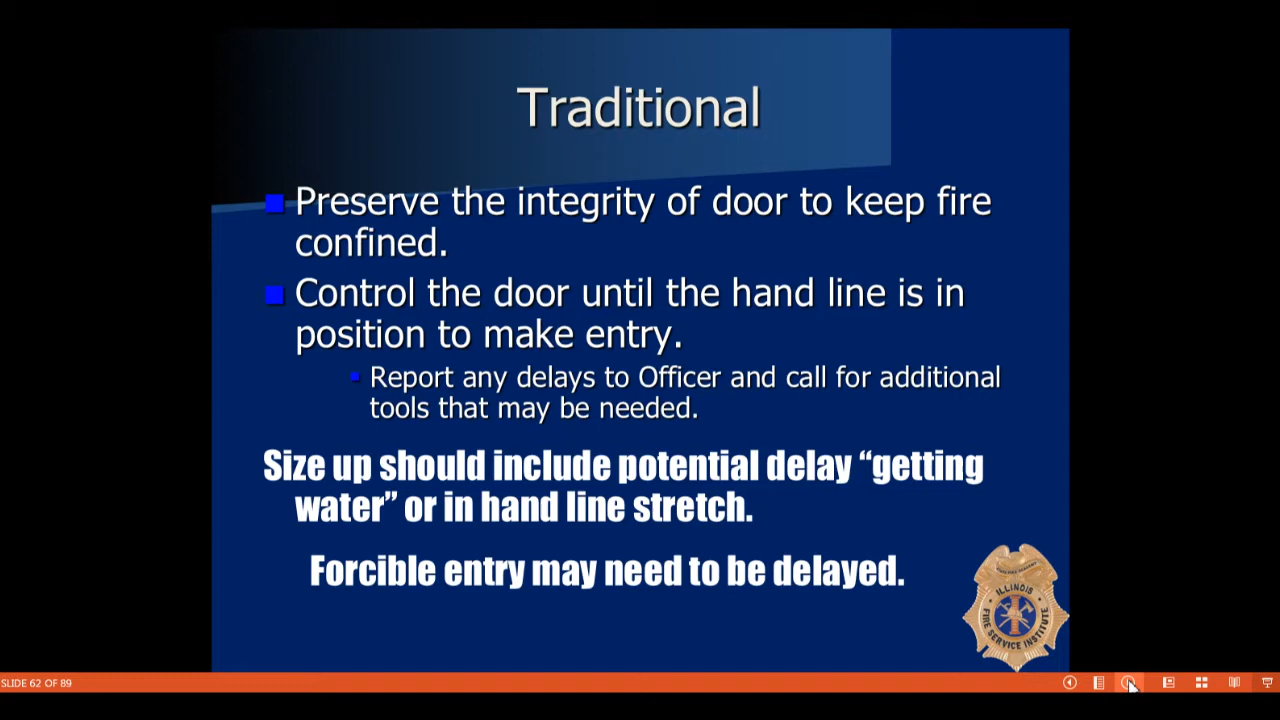 Traditional
Preserve the integrity of door to keep fire
confined.
Control the door until the hand line is in
position to make entry.
Report any delays to Officer and call for additional
tools that may be needed.
Size up should include potential delay “getting
water” or in hand line stretch.
Forcible entry may need to be delayed.
ILLINOIS
FIRE SERVICE INSTITUTE
SLIDE 62 OF 89